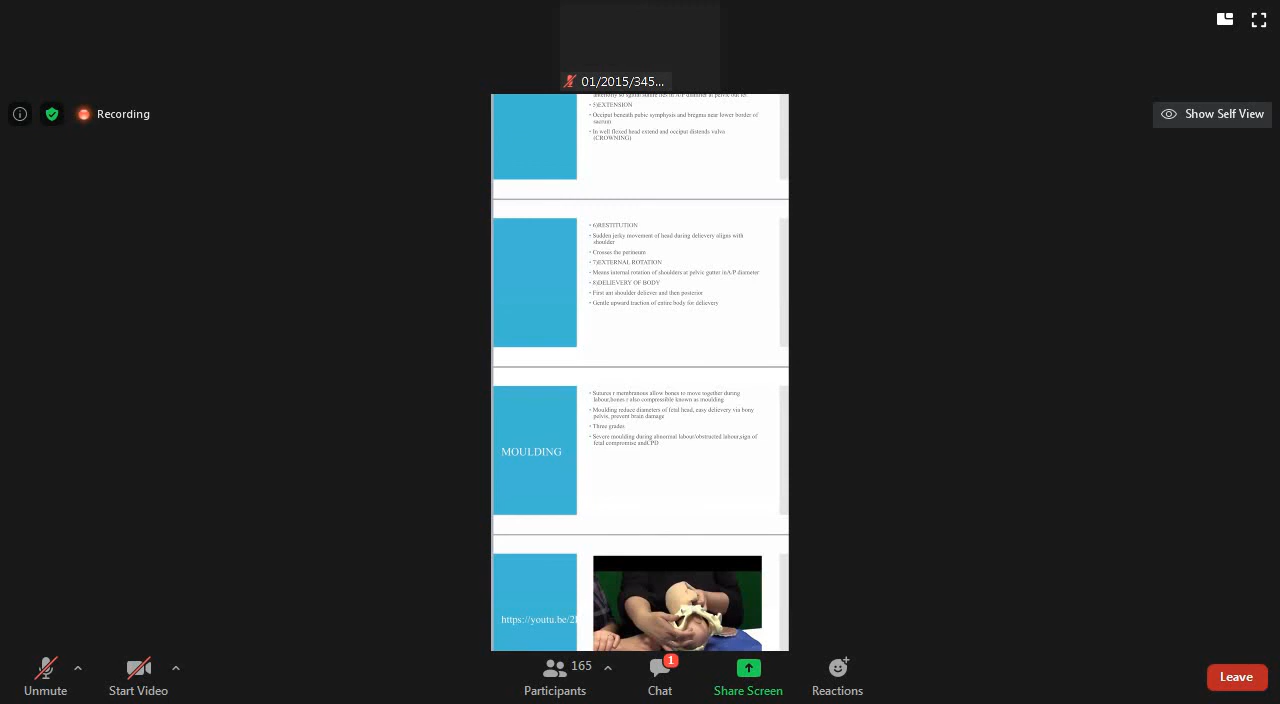 01/2015/345...
Recording
Show Self View
• 5)EXTENSION
• Occiput beneath pubic symphysis and bregma near lower border of
sacrum
• In well flexed head extend and occiput distends vulva
(CROWNING)
• 6)RESTITUTION
• Sudden jerky movement of head during delievery aligns with
shoulder
• Crosses the perineum
• 7)EXTERNAL ROTATION
• Means internal rotation of shoulders at pelvic gutter inA-P diameter
• 8)DELIEVERY OF BODY
• First ant shoulder deliever and then posterior
• Gentle upward traction of entire body for delievery
MOULDING
• Sutures r membranous allow bones to move together during
labour,bones r also compressible known as moulding
• Moulding reduce diameters of fetal head, easy delievery via bony
pelvis, prevent brain damage
• Three grades
• Severe moulding during abnormal labour/obstructed labour,sign of
fetal compromise andCPD
https://youtu.be/2
Unmute
Start Video
165
Participants
1
Chat
Share Screen
Reactions
Leave